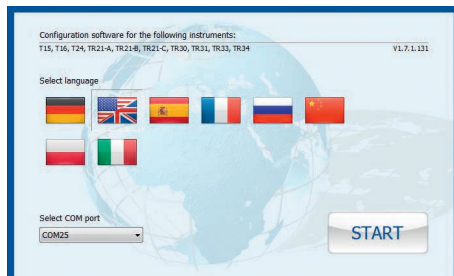 Configuration software for the following instruments:
T15, T16, T24, TR21-A, TR21-B, TR21-C, TR30, TR31, TR33, TR34 V1.7.1.131
Select language
Select COM port
COM25
START